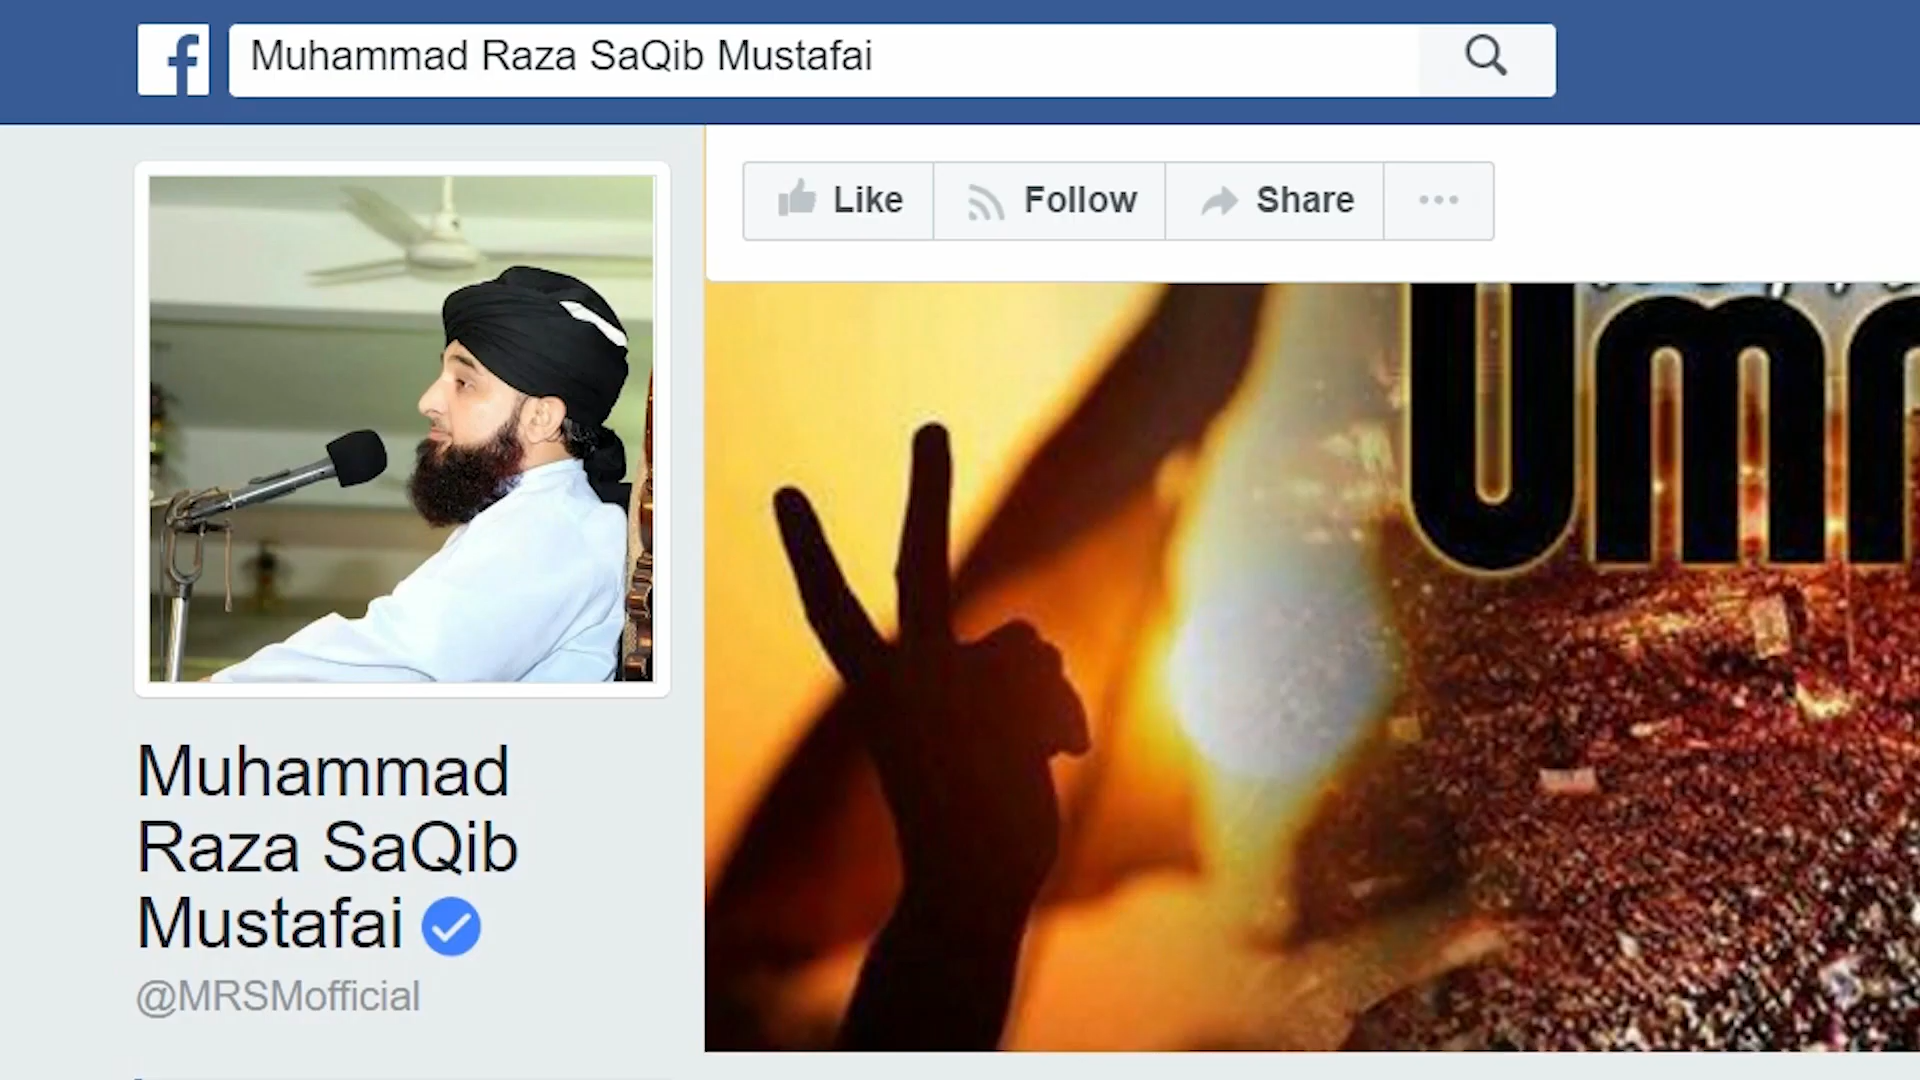 Muhammad Raza SaQib Mustafai
Like
Follow
Share
Muhammad
Raza SaQib
Mustafai
@MRSMofficial